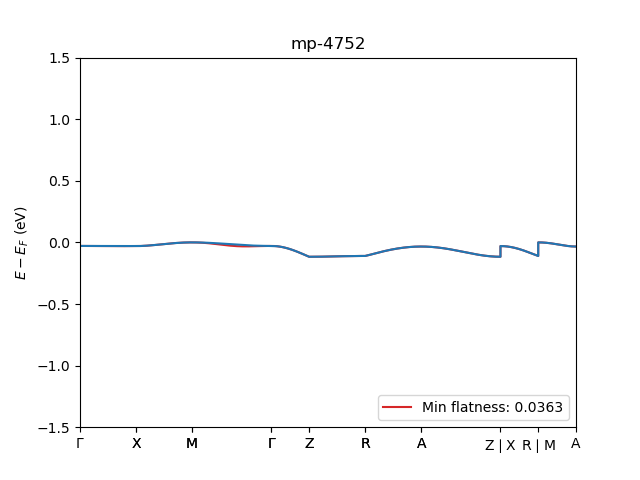 mp-4752
E − E_F (eV)
1.5
1.0
0.5
0.0
−0.5
−1.0
−1.5
Min flatness: 0.0363
Γ X M Γ Z R A Z | X R | M A